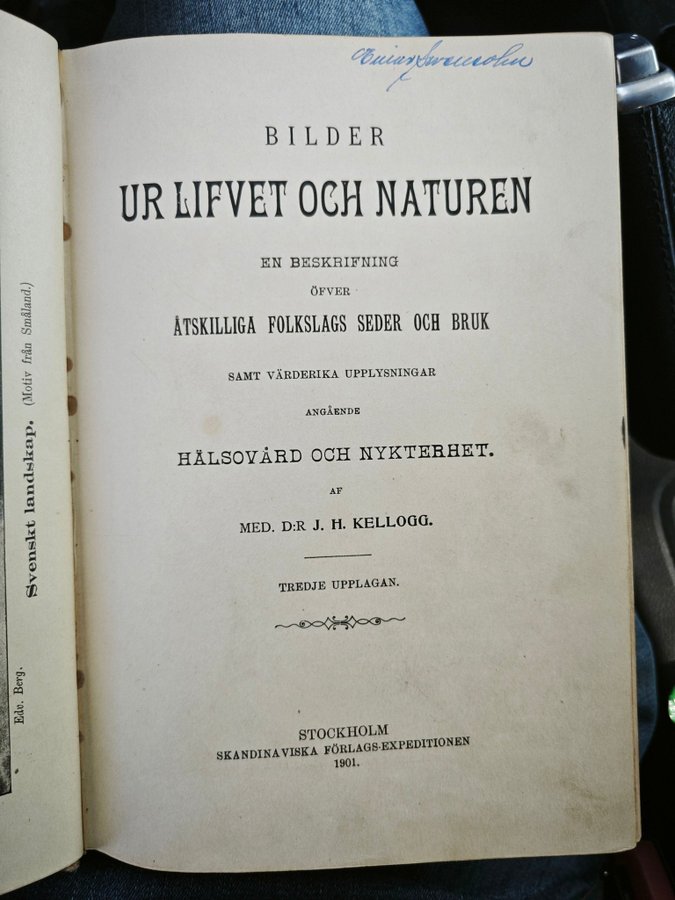 Edv. Berg.
Svenskt landskap. (Motiv från Småland.)
BILDER
UR LIFVET OCH NATUREN
EN BESKRIFNING
ÖFVER
ÅTSKILLIGA FOLKSLAGS SEDER OCH BRUK
SAMT VÄRDERIKA UPPLYSNINGAR
ANGÅENDE
HÄLSOVÅRD OCH NYKTERHET.
AF
MED. D:R J. H. KELLOGG.
TREDJE UPPLAGAN.
STOCKHOLM
SKANDINAVISKA FÖRLAGS-EXPEDITIONEN
1901.